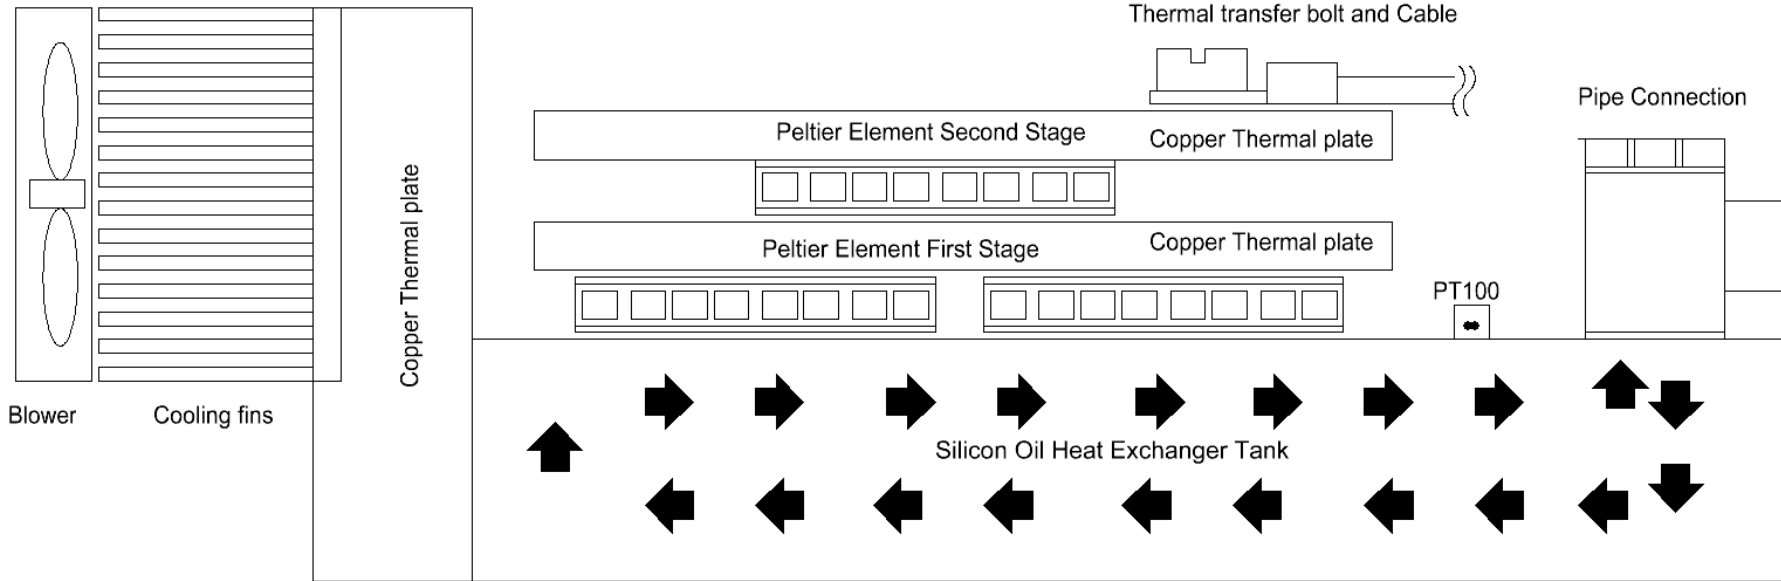 Thermal transfer bolt and Cable
Pipe Connection
Peltier Element Second Stage
Copper Thermal plate
Copper Thermal plate
Peltier Element First Stage
Copper Thermal plate
PT100
Blower
Cooling fins
Silicon Oil Heat Exchanger Tank